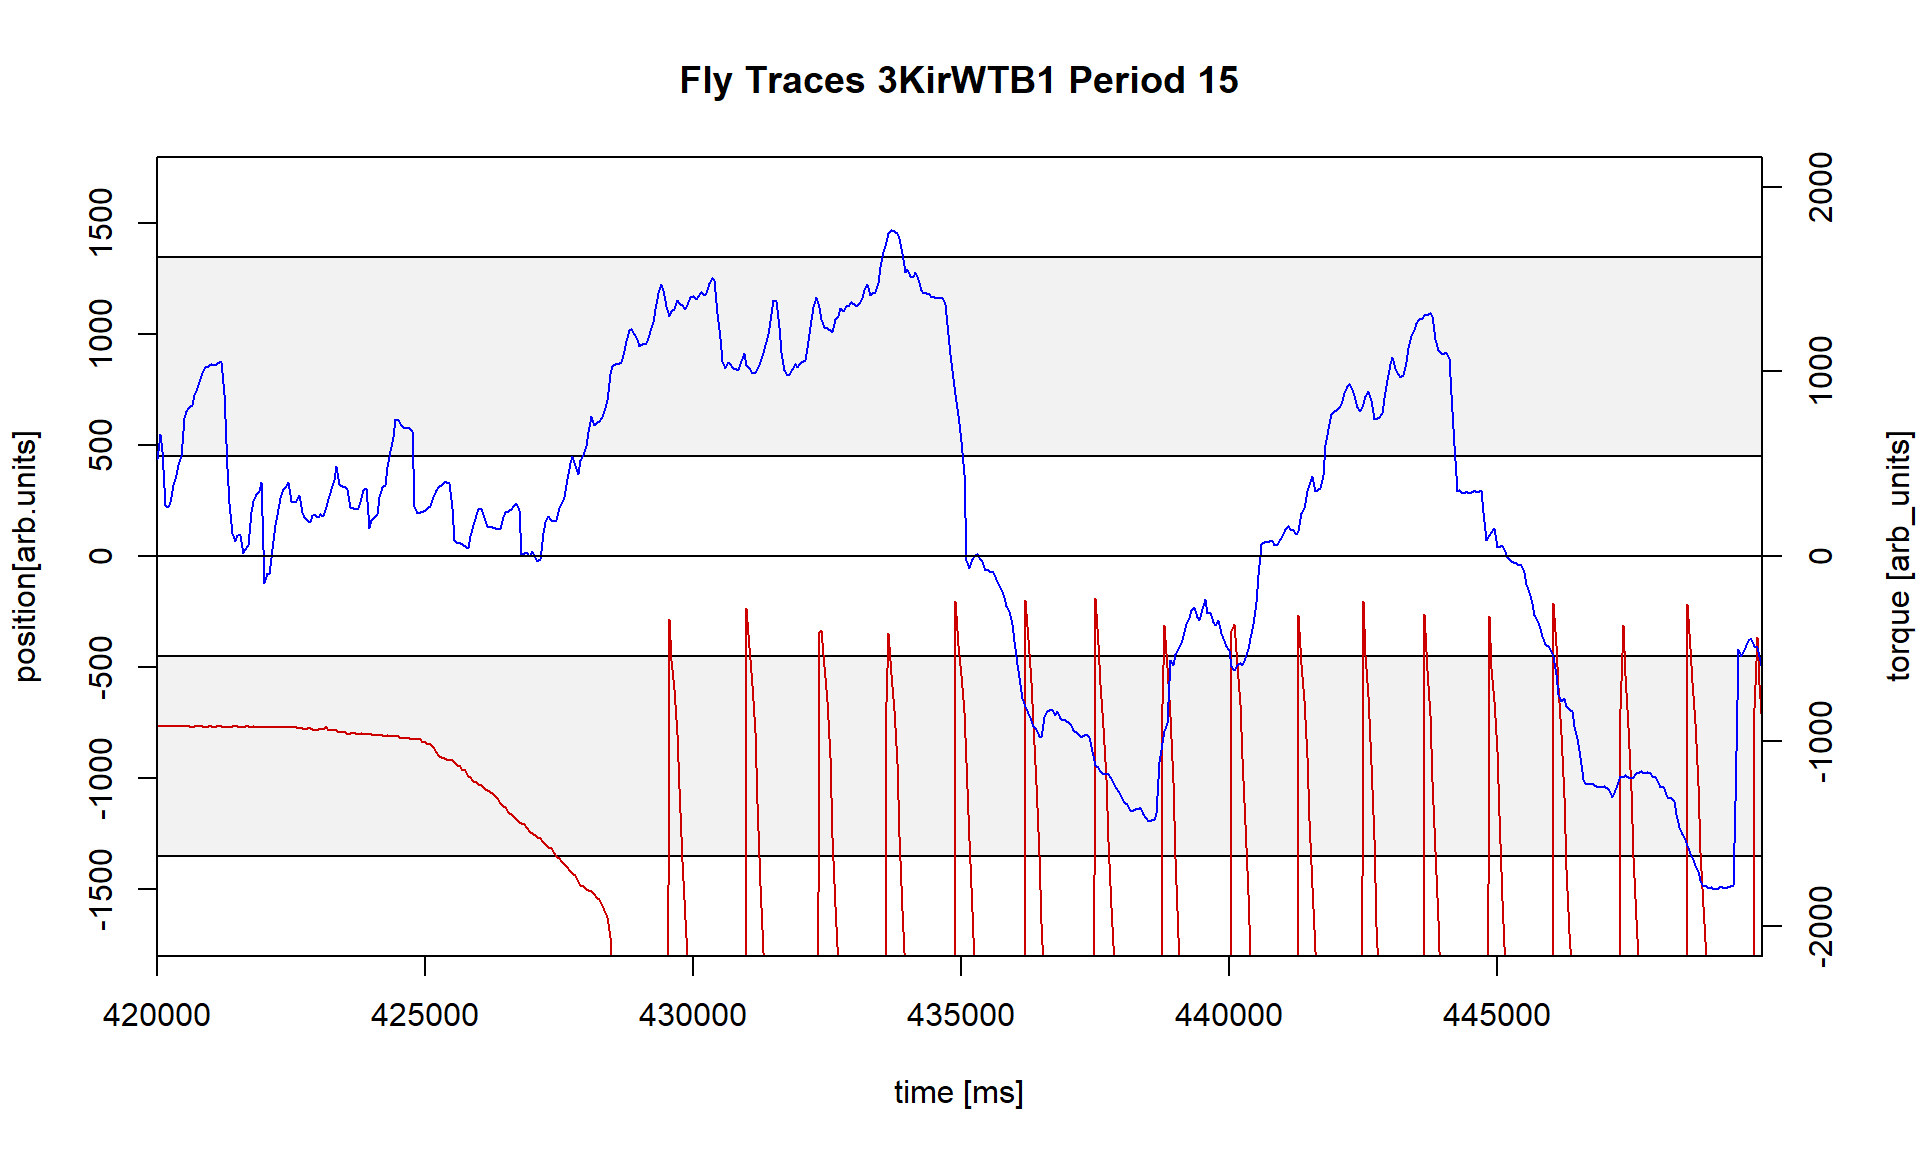 Fly Traces 3KirWTB1 Period 15
position[arb.units]
1500
1000
500
0
-500
-1000
-1500
2000
1000
0
-1000
-2000
torque [arb_units]
420000 425000 430000 435000 440000 445000
time [ms]